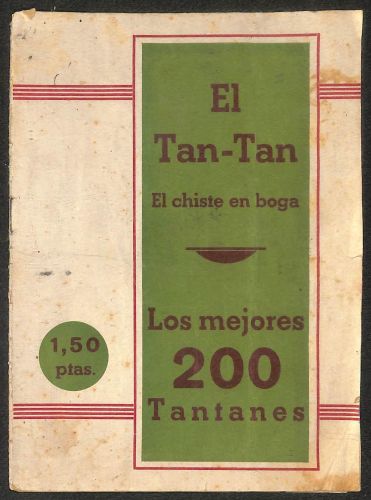 El
Tan-Tan
El chiste en boga
Los mejores
200
Tantanes
1,50
ptas.